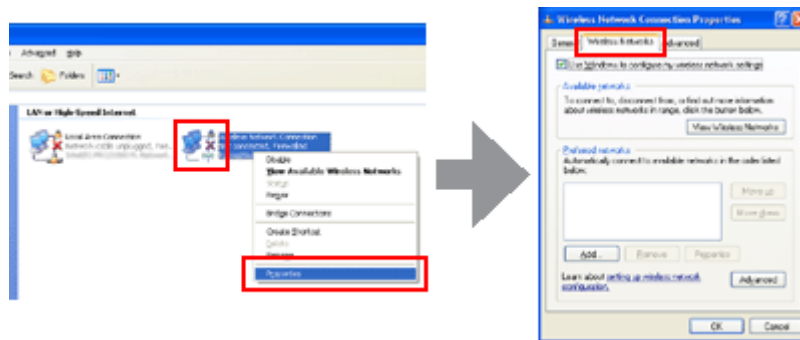 Advanced
Search Folders
LAN or High-Speed Internet
Local Area Connection
Network cable unplugged, Fire...
Wireless Network Connection
Not connected, Firewalled
Disable
View Available Wireless Networks
Status
Repair
Bridge Connections
Create Shortcut
Delete
Rename
Properties
Wireless Network Connection Properties
General Wireless Networks Advanced
Use Windows to configure my wireless network settings
Available networks
To connect to, disconnect from, or find out more information
about wireless networks in range, click the button below.
View Wireless Networks
Preferred networks
Automatically connect to available networks in the order listed
below:
Move up
Move down
Add... Remove Properties
Learn about setting up wireless network
configuration.
Advanced
OK Cancel